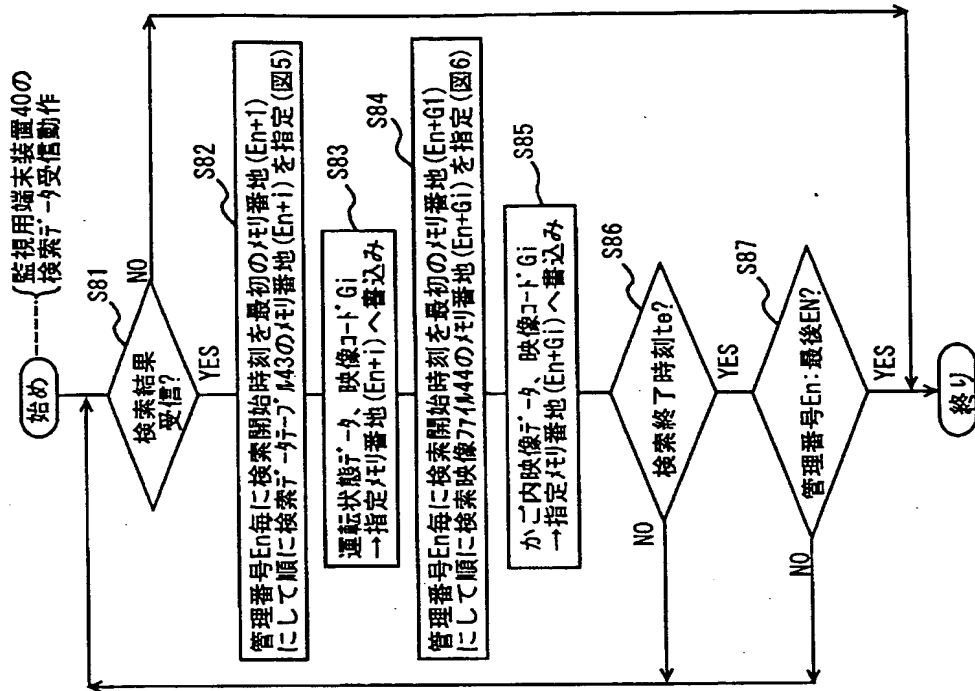 始め
監視用端末装置40の
検索データ受信動作
S81
検索結果
受信?
NO
YES
S82
管理番号En毎に検索開始時刻を最初のメモリ番地(En+1)
にして順に検索データテーブル43のメモリ番地(En+i)を指定(図5)
S83
運転状態データ、映像コードGi
→指定メモリ番地(En+i)へ書込み
S84
管理番号En毎に検索開始時刻を最初のメモリ番地(En+G1)
にして順に検索映像ファイル44のメモリ番地(En+Gi)を指定(図6)
S85
かご内映像データ、映像コードGi
→指定メモリ番地(En+Gi)へ書込み
S86
検索終了時刻te?
NO
YES
S87
管理番号En:最後EN?
NO
YES
終り